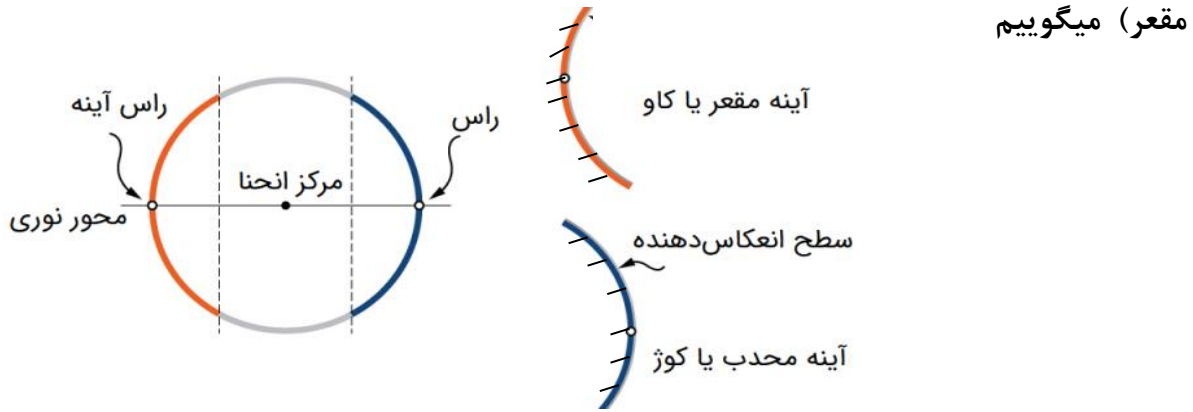 مقعر) میگوییم
آینه مقعر یا کاو
راس آینه
راس
مرکز انحنا
محور نوری
سطح انعکاس‌دهنده
آینه محدب یا کوژ